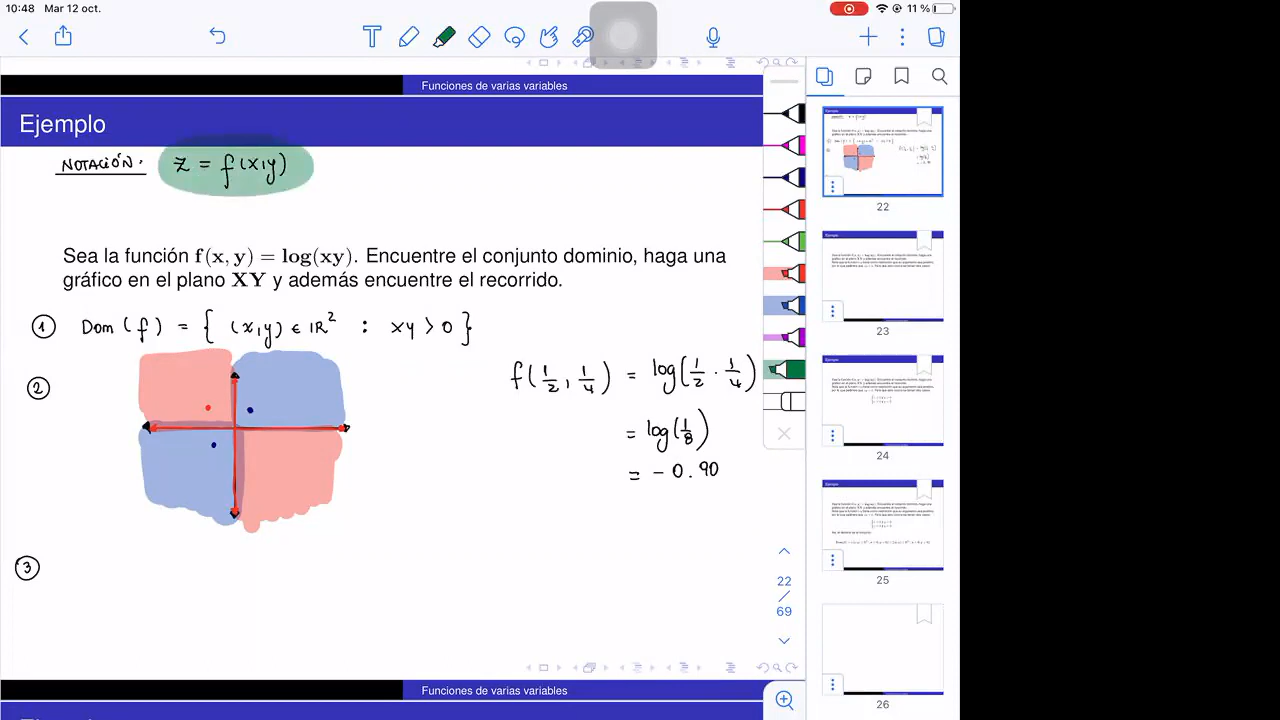 10:48 Mar 12 oct.
11 %
Funciones de varias variables
Ejemplo
NOTACIÓN. z = f(x,y)
Sea la función f(x, y) = log(xy). Encuentre el conjunto dominio, haga una
gráfico en el plano XY y además encuentre el recorrido.
① Dom (f) = { (x,y) ∈ ℝ² : xy > 0 }
②
f(1/2, 1/4) = log(1/2 · 1/4)
= log(1/8)
= -0.90
③
22
/
69
Funciones de varias variables
22
23
24
25
26